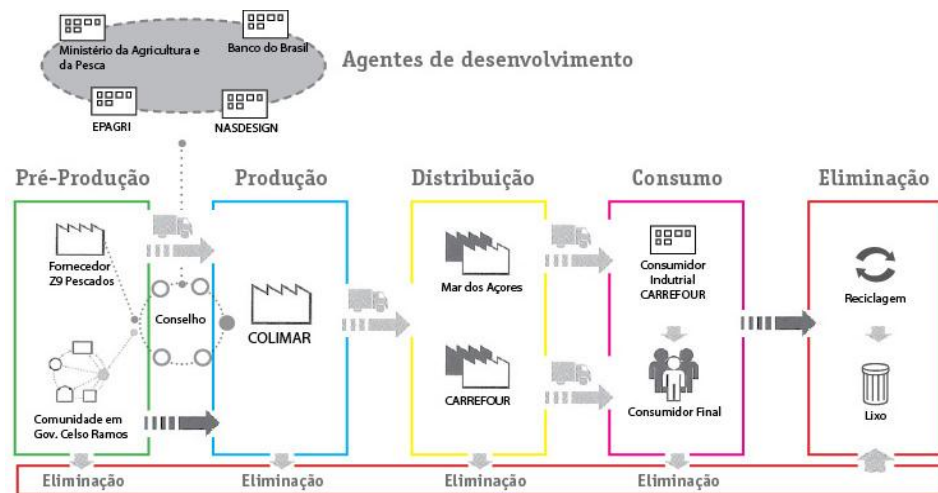 Ministério da Agricultura e
da Pesca
Banco do Brasil
EPAGRI
NASDESIGN
Agentes de desenvolvimento
Pré-Produção
Produção
Distribuição
Consumo
Eliminação
Fornecedor
Z9 Pescados
Conselho
Comunidade em
Gov. Celso Ramos
COLIMAR
Mar dos Açores
CARREFOUR
Consumidor
Indutrial
CARREFOUR
Consumidor Final
Reciclagem
Lixo
Eliminação
Eliminação
Eliminação
Eliminação